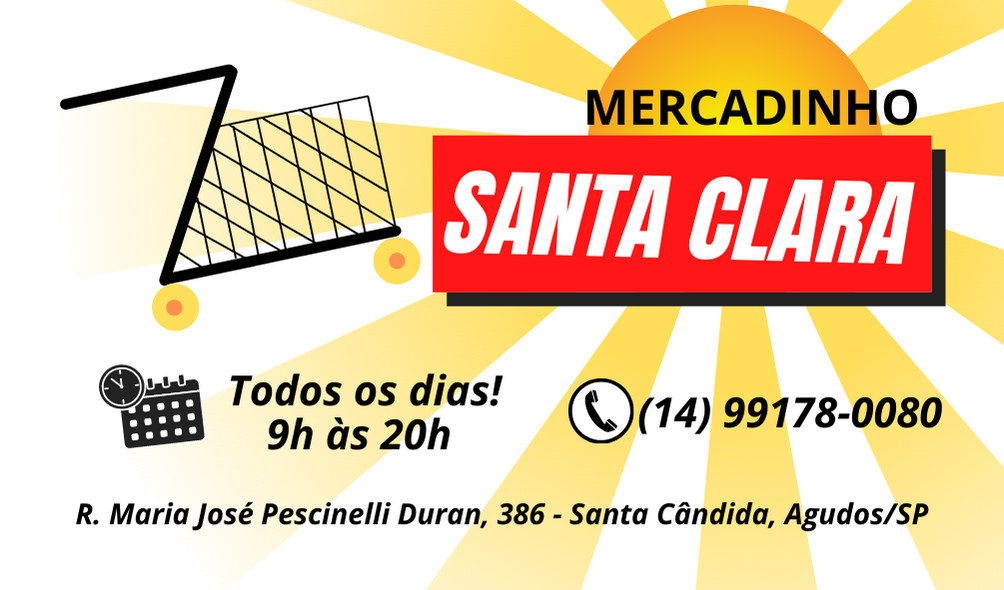 MERCADINHO
SANTA CLARA
Todos os dias!
9h às 20h
(14) 99178-0080
R. Maria José Pescinelli Duran, 386 - Santa Cândida, Agudos/SP